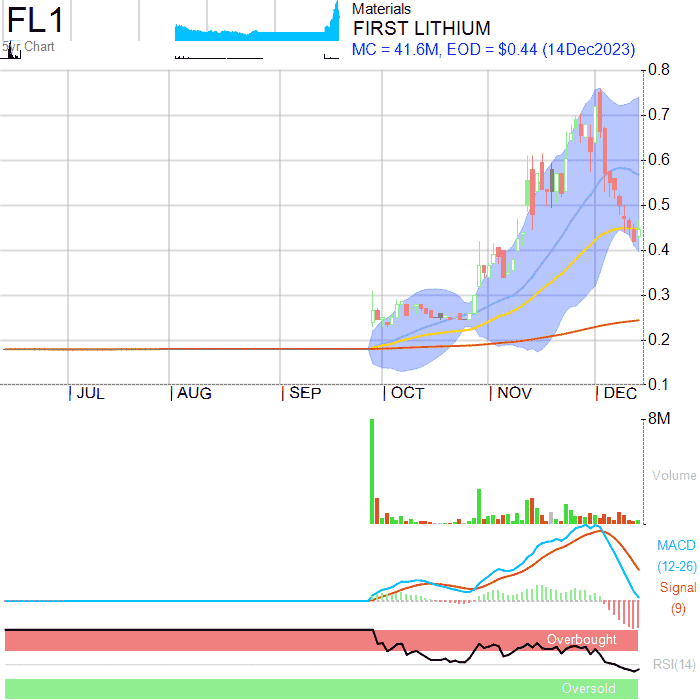 FL1
5yr Chart
Materials
FIRST LITHIUM
MC = 41.6M, EOD = $0.44 (14Dec2023)
0.8
0.7
0.6
0.5
0.4
0.3
0.2
0.1
JUL AUG SEP OCT NOV DEC
8M
Volume
MACD
(12-26)
Signal
(9)
Overbought
RSI(14)
Oversold